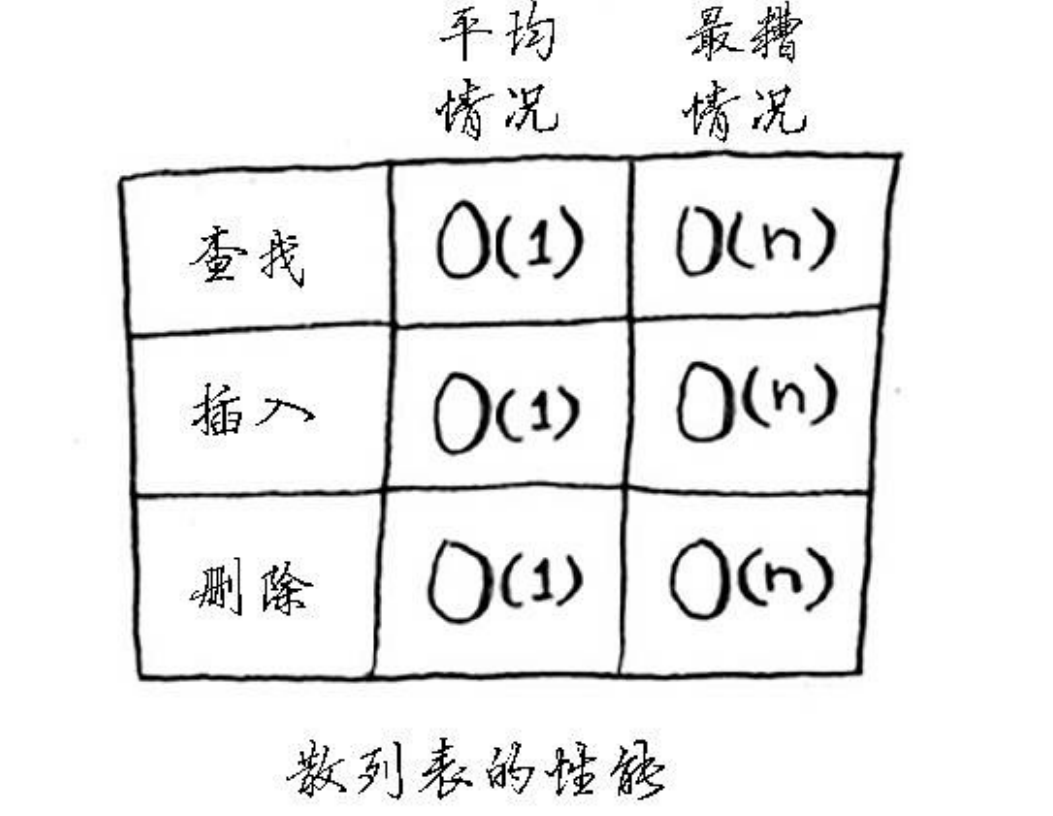 平均 最糟
情况 情况
查找 O(1) O(n)
插入 O(1) O(n)
删除 O(1) O(n)
散列表的性能